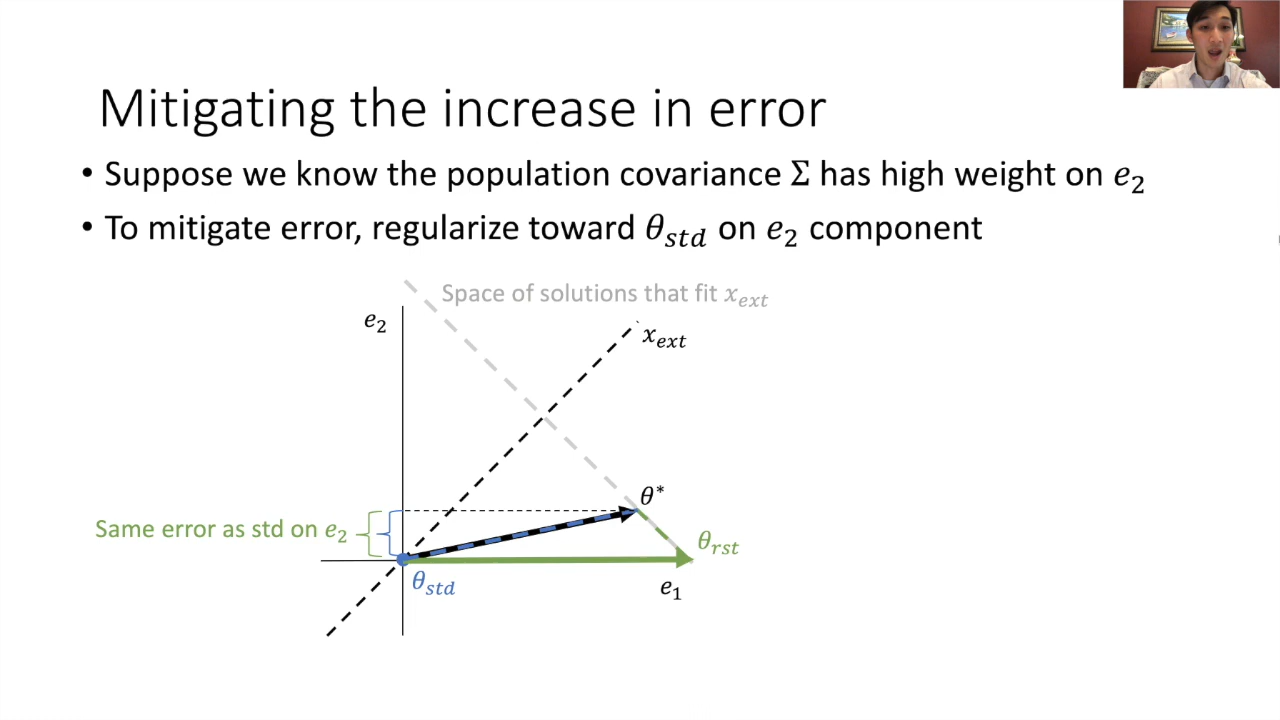 Mitigating the increase in error
• Suppose we know the population covariance Σ has high weight on e₂
• To mitigate error, regularize toward θ_std on e₂ component
Space of solutions that fit x_ext
e₂
x_ext
θ*
Same error as std on e₂
θ_rst
θ_std
e₁